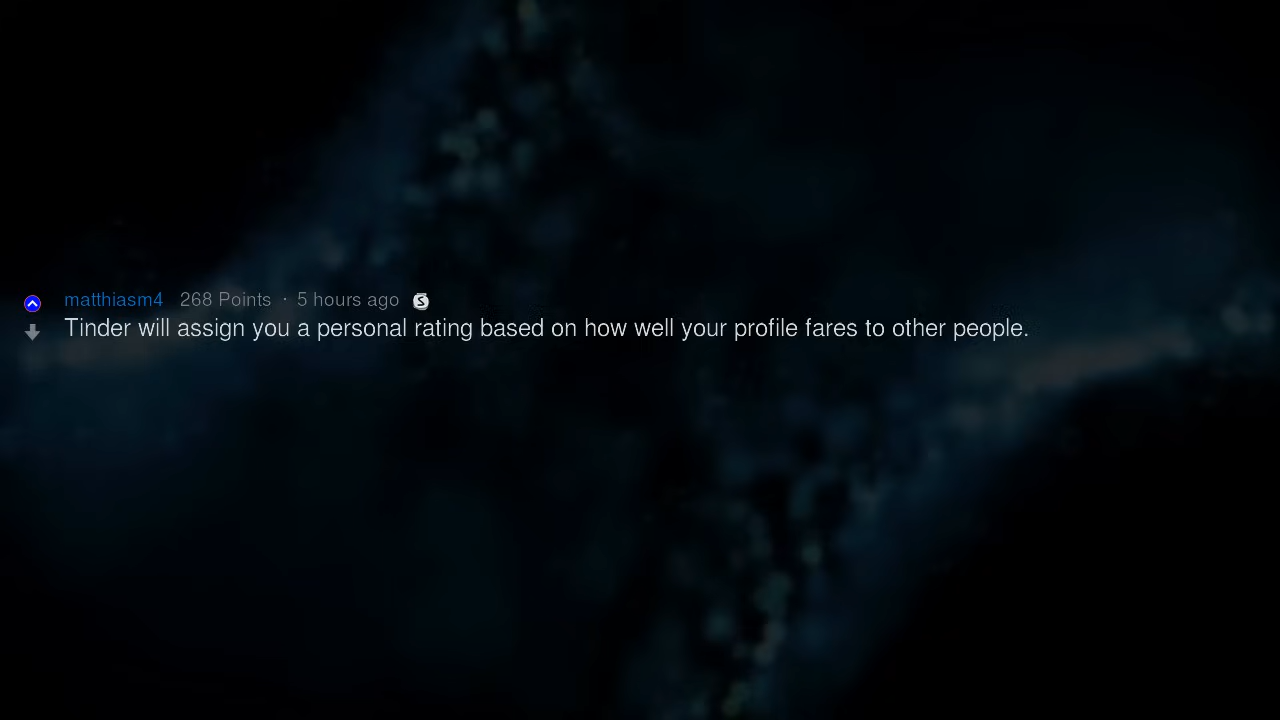 matthiasm4 268 Points · 5 hours ago S
Tinder will assign you a personal rating based on how well your profile fares to other people.